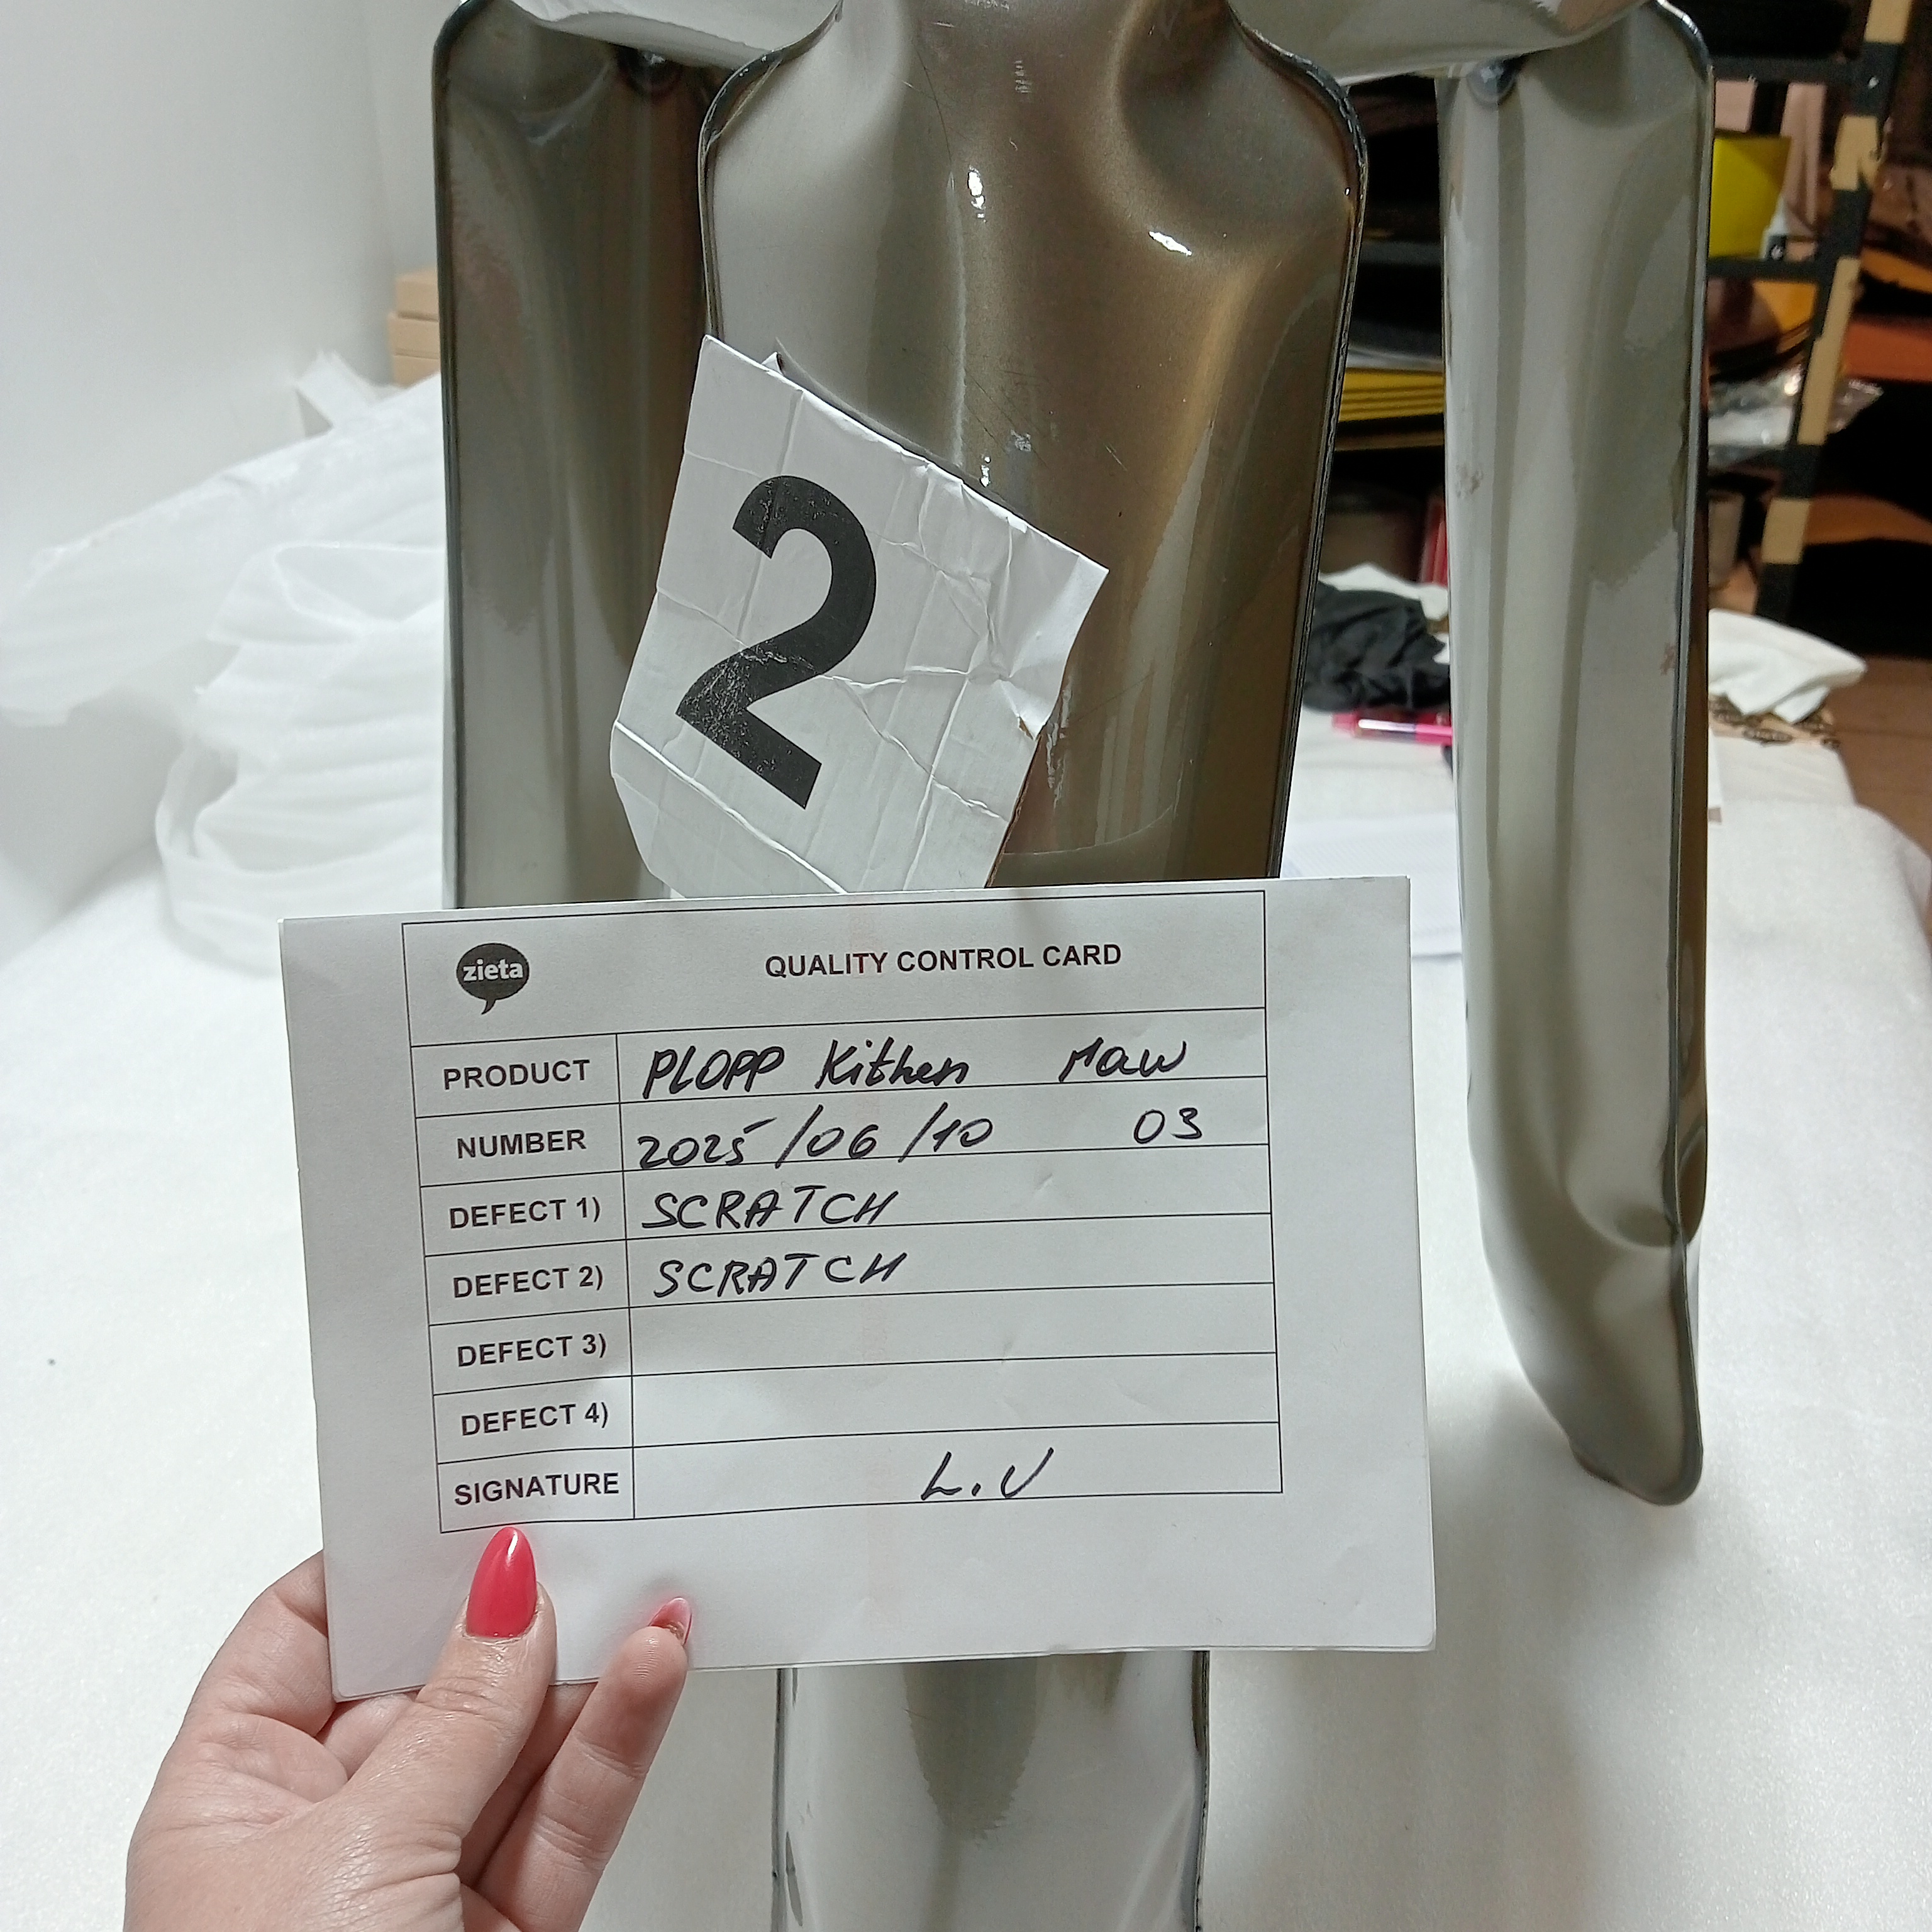 2
zieta
QUALITY CONTROL CARD
PRODUCT PLOPP Kithen raw
NUMBER 2025/06/10 03
DEFECT 1) SCRATCH
DEFECT 2) SCRATCH
DEFECT 3)
DEFECT 4)
SIGNATURE L.V